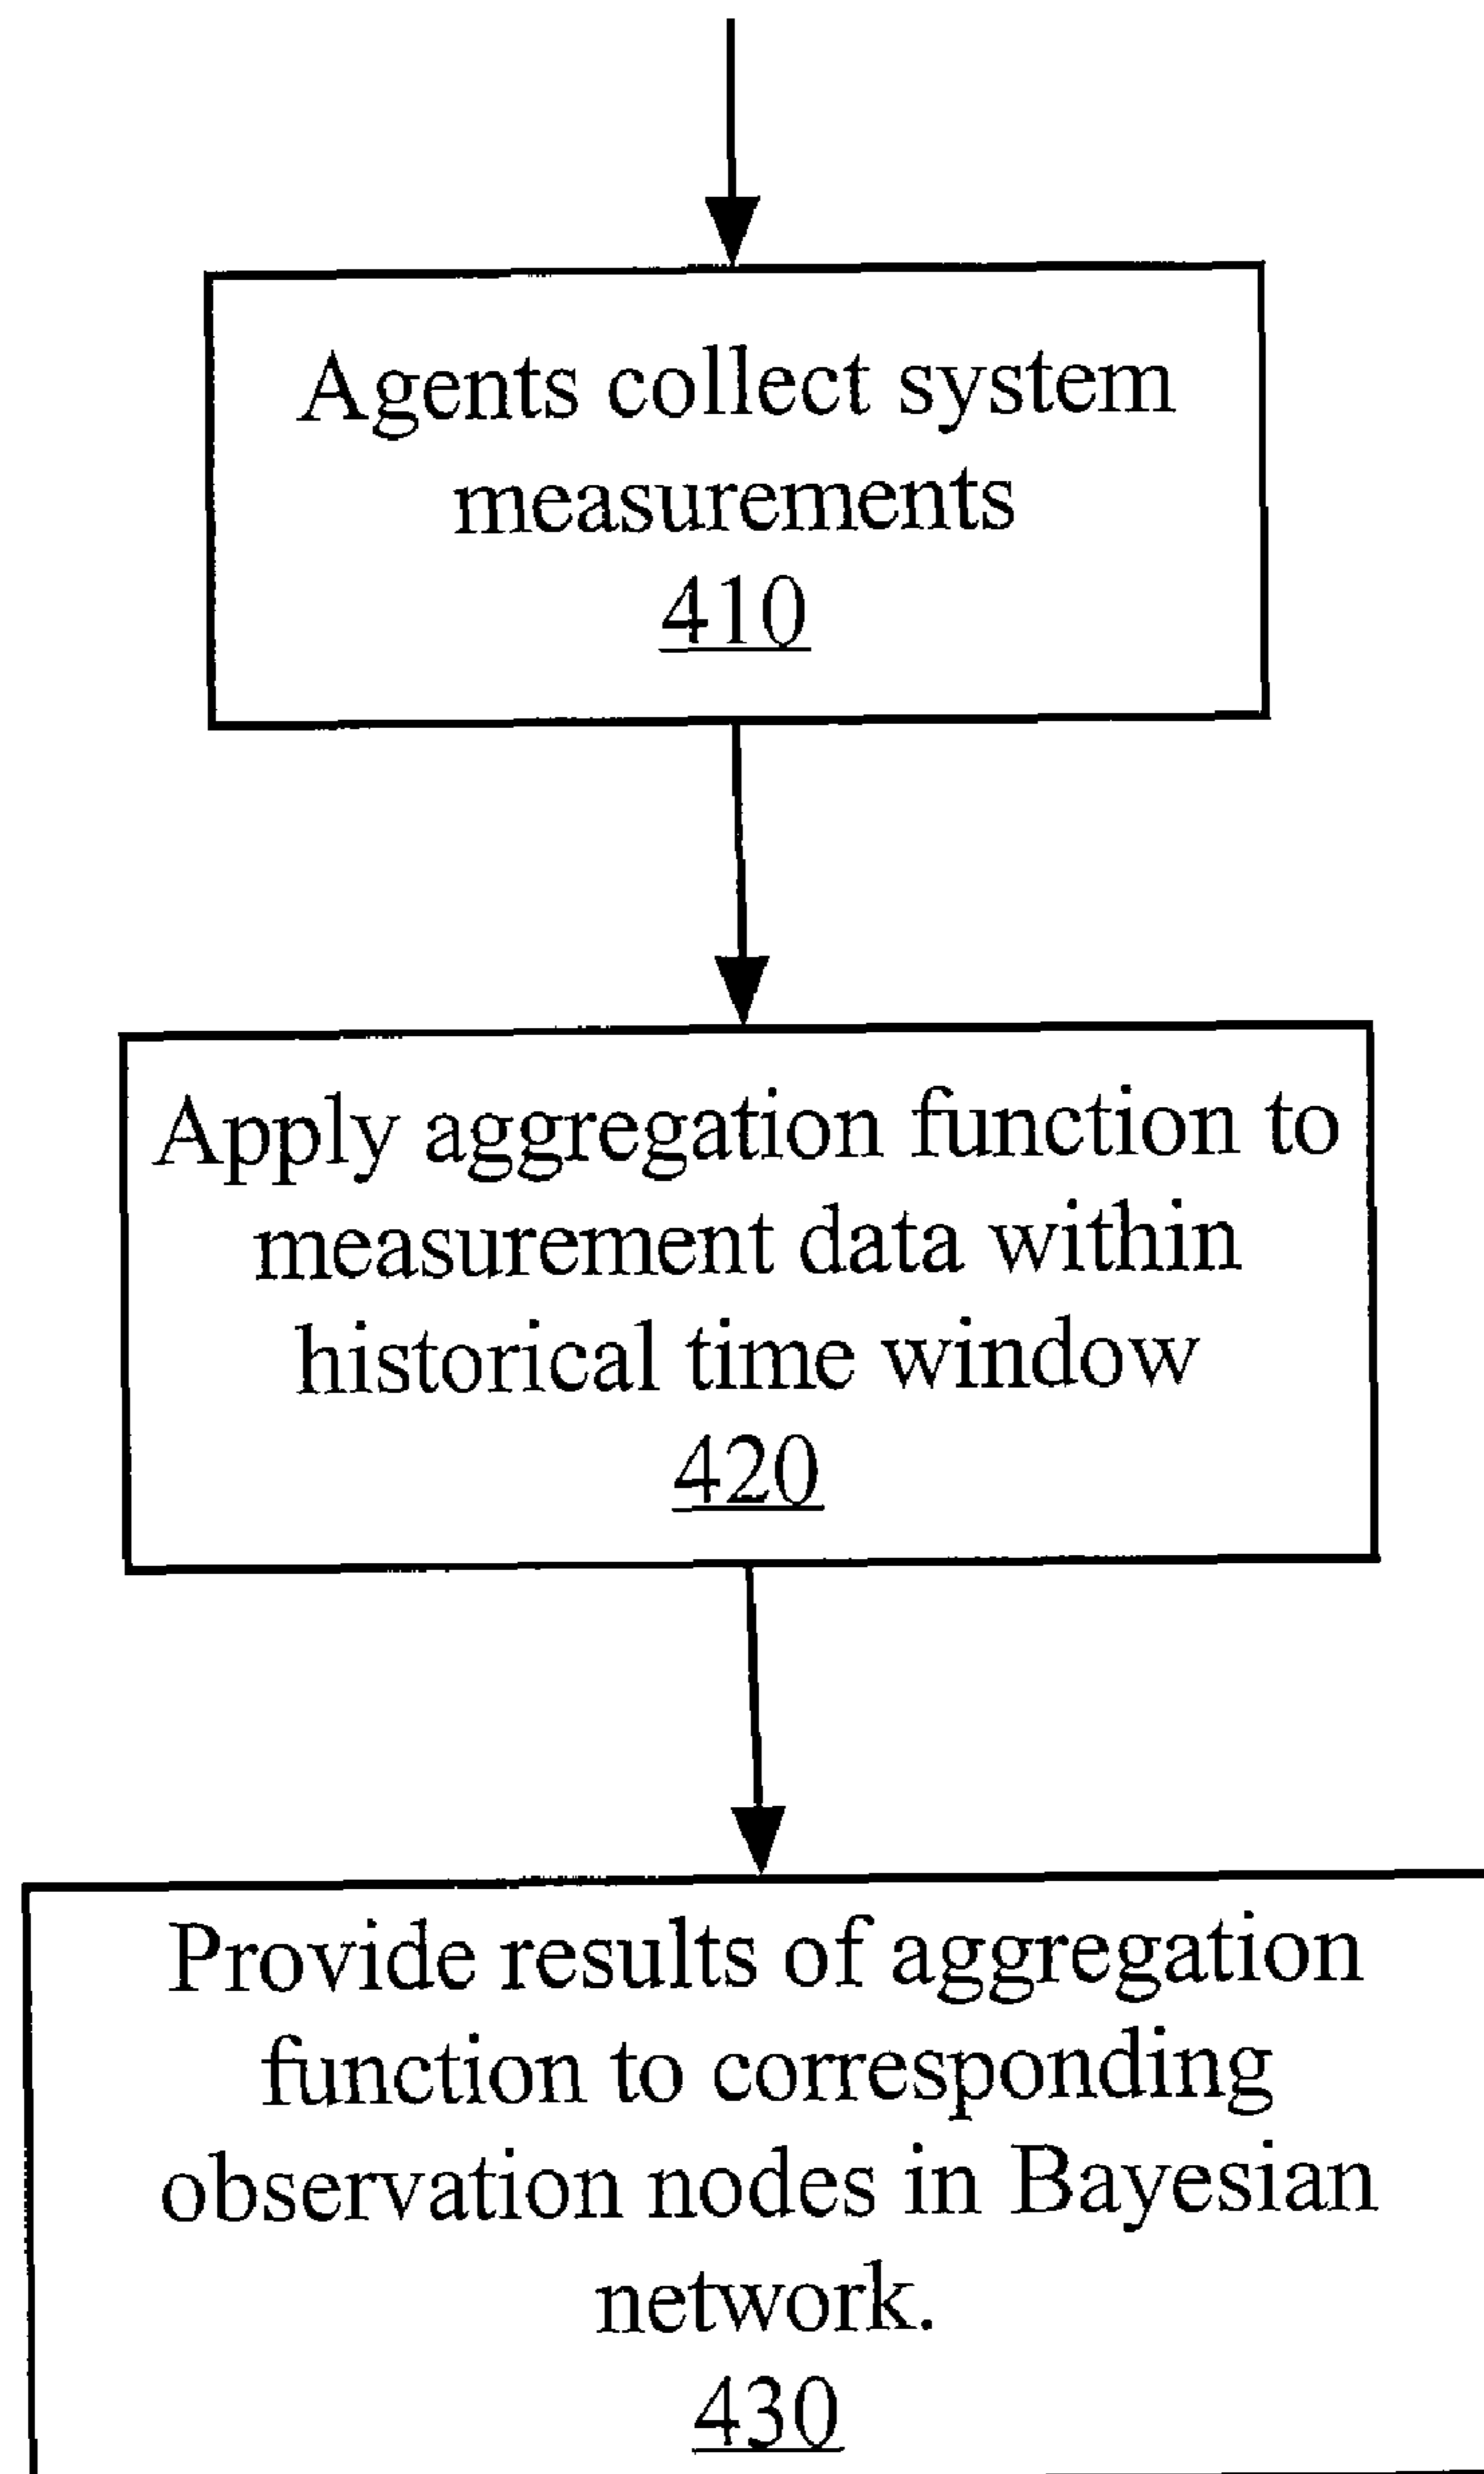 Agents collect system
measurements
410
Apply aggregation function to
measurement data within
historical time window
420
Provide results of aggregation
function to corresponding
observation nodes in Bayesian
network.
430